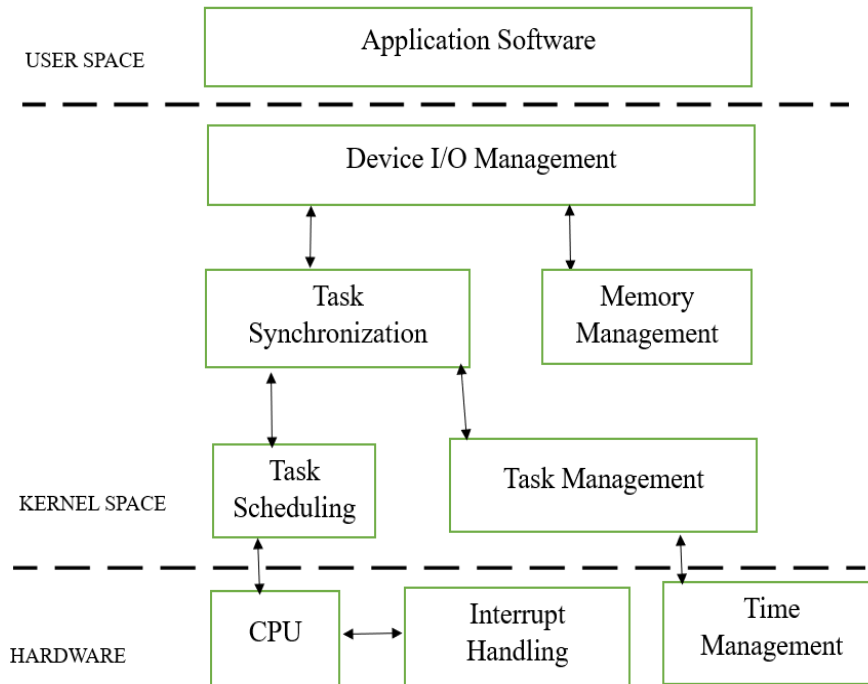 Application Software
USER SPACE
Device I/O Management
Task
Synchronization
Memory
Management
Task
Scheduling
Task Management
KERNEL SPACE
CPU
Interrupt
Handling
Time
Management
HARDWARE